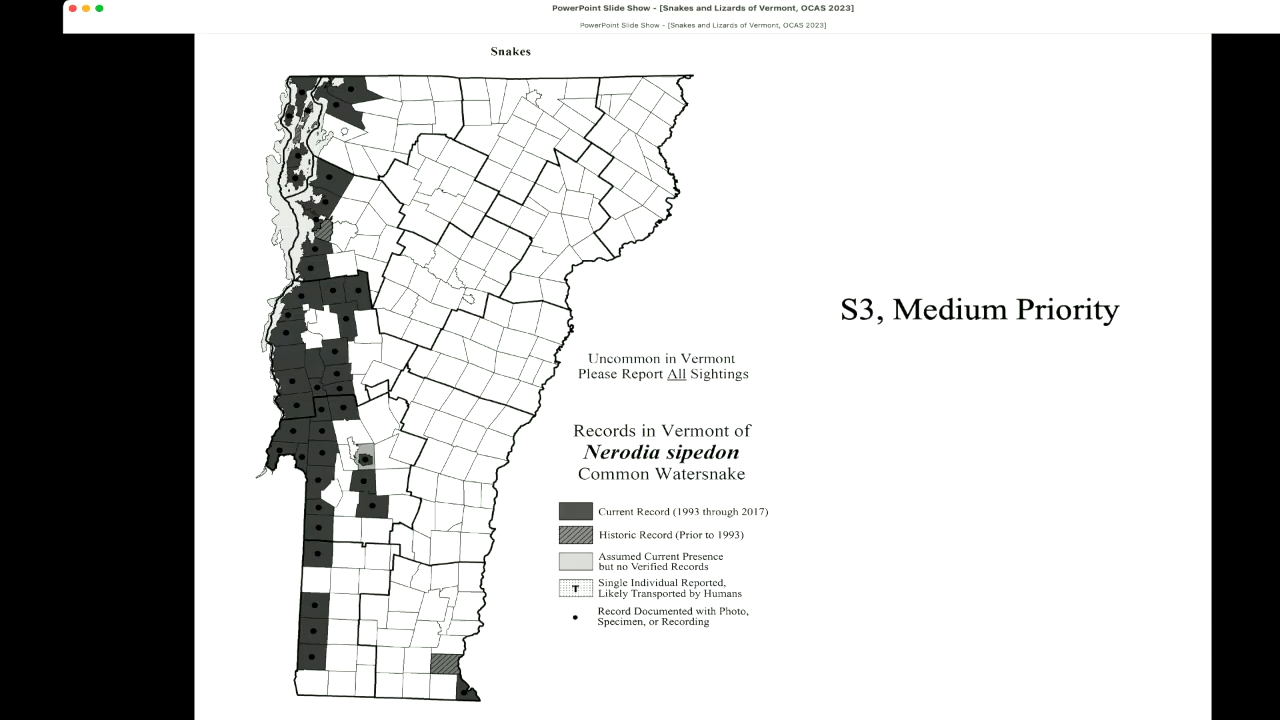 PowerPoint Slide Show - [Snakes and Lizards of Vermont, OCAS 2023]
PowerPoint Slide Show - [Snakes and Lizards of Vermont, OCAS 2023]
Snakes
S3, Medium Priority
Uncommon in Vermont
Please Report All Sightings
Records in Vermont of
Nerodia sipedon
Common Watersnake
Current Record (1993 through 2017)
Historic Record (Prior to 1993)
Assumed Current Presence
but no Verified Records
T
Single Individual Reported,
Likely Transported by Humans
Record Documented with Photo,
Specimen, or Recording